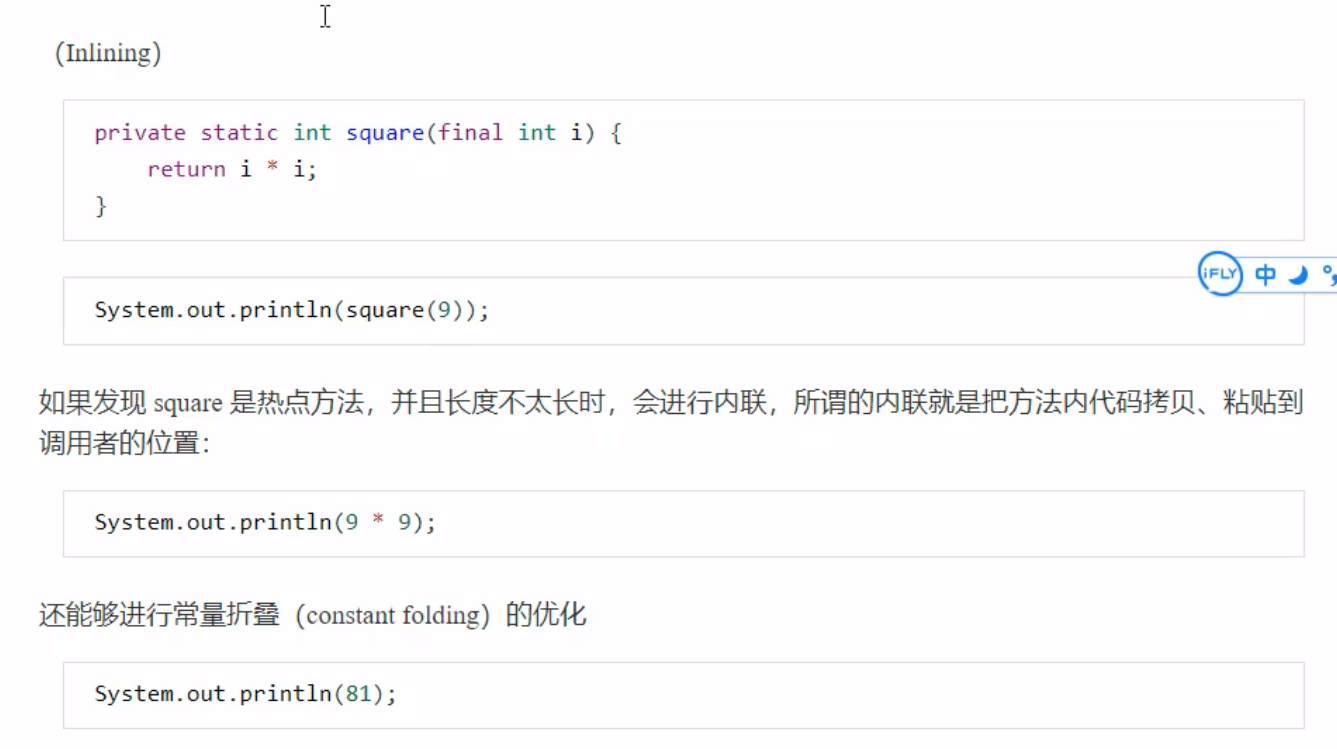 （Inlining）
private static int square(final int i) {
    return i * i;
}
iFLY 中
System.out.println(square(9));
如果发现 square 是热点方法，并且长度不太长时，会进行内联，所谓的内联就是把方法内代码拷贝、粘贴到
调用者的位置：
System.out.println(9 * 9);
还能够进行常量折叠（constant folding）的优化
System.out.println(81);